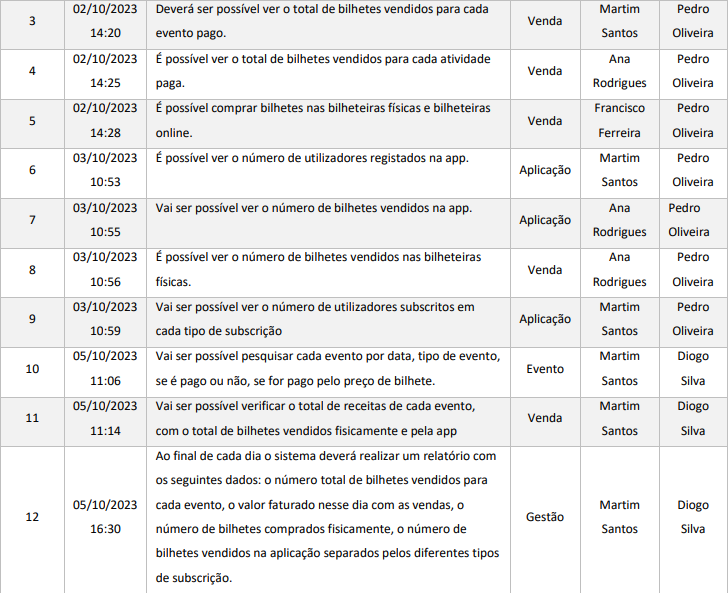 3 02/10/2023 14:20 Deverá ser possível ver o total de bilhetes vendidos para cada evento pago. Venda Martim Santos Pedro Oliveira
4 02/10/2023 14:25 É possível ver o total de bilhetes vendidos para cada atividade paga. Venda Ana Rodrigues Pedro Oliveira
5 02/10/2023 14:28 É possível comprar bilhetes nas bilheteiras físicas e bilheteiras online. Venda Francisco Ferreira Pedro Oliveira
6 03/10/2023 10:53 É possível ver o número de utilizadores registados na app. Aplicação Martim Santos Pedro Oliveira
7 03/10/2023 10:55 Vai ser possível ver o número de bilhetes vendidos na app. Aplicação Ana Rodrigues Pedro Oliveira
8 03/10/2023 10:56 É possível ver o número de bilhetes vendidos nas bilheteiras físicas. Venda Ana Rodrigues Pedro Oliveira
9 03/10/2023 10:59 Vai ser possível ver o número de utilizadores subscritos em cada tipo de subscrição Aplicação Martim Santos Pedro Oliveira
10 05/10/2023 11:06 Vai ser possível pesquisar cada evento por data, tipo de evento, se é pago ou não, se for pago pelo preço de bilhete. Evento Martim Santos Diogo Silva
11 05/10/2023 11:14 Vai ser possível verificar o total de receitas de cada evento, com o total de bilhetes vendidos fisicamente e pela app Venda Martim Santos Diogo Silva
12 05/10/2023 16:30 Ao final de cada dia o sistema deverá realizar um relatório com os seguintes dados: o número total de bilhetes vendidos para cada evento, o valor faturado nesse dia com as vendas, o número de bilhetes comprados fisicamente, o número de bilhetes vendidos na aplicação separados pelos diferentes tipos de subscrição. Gestão Martim Santos Diogo Silva